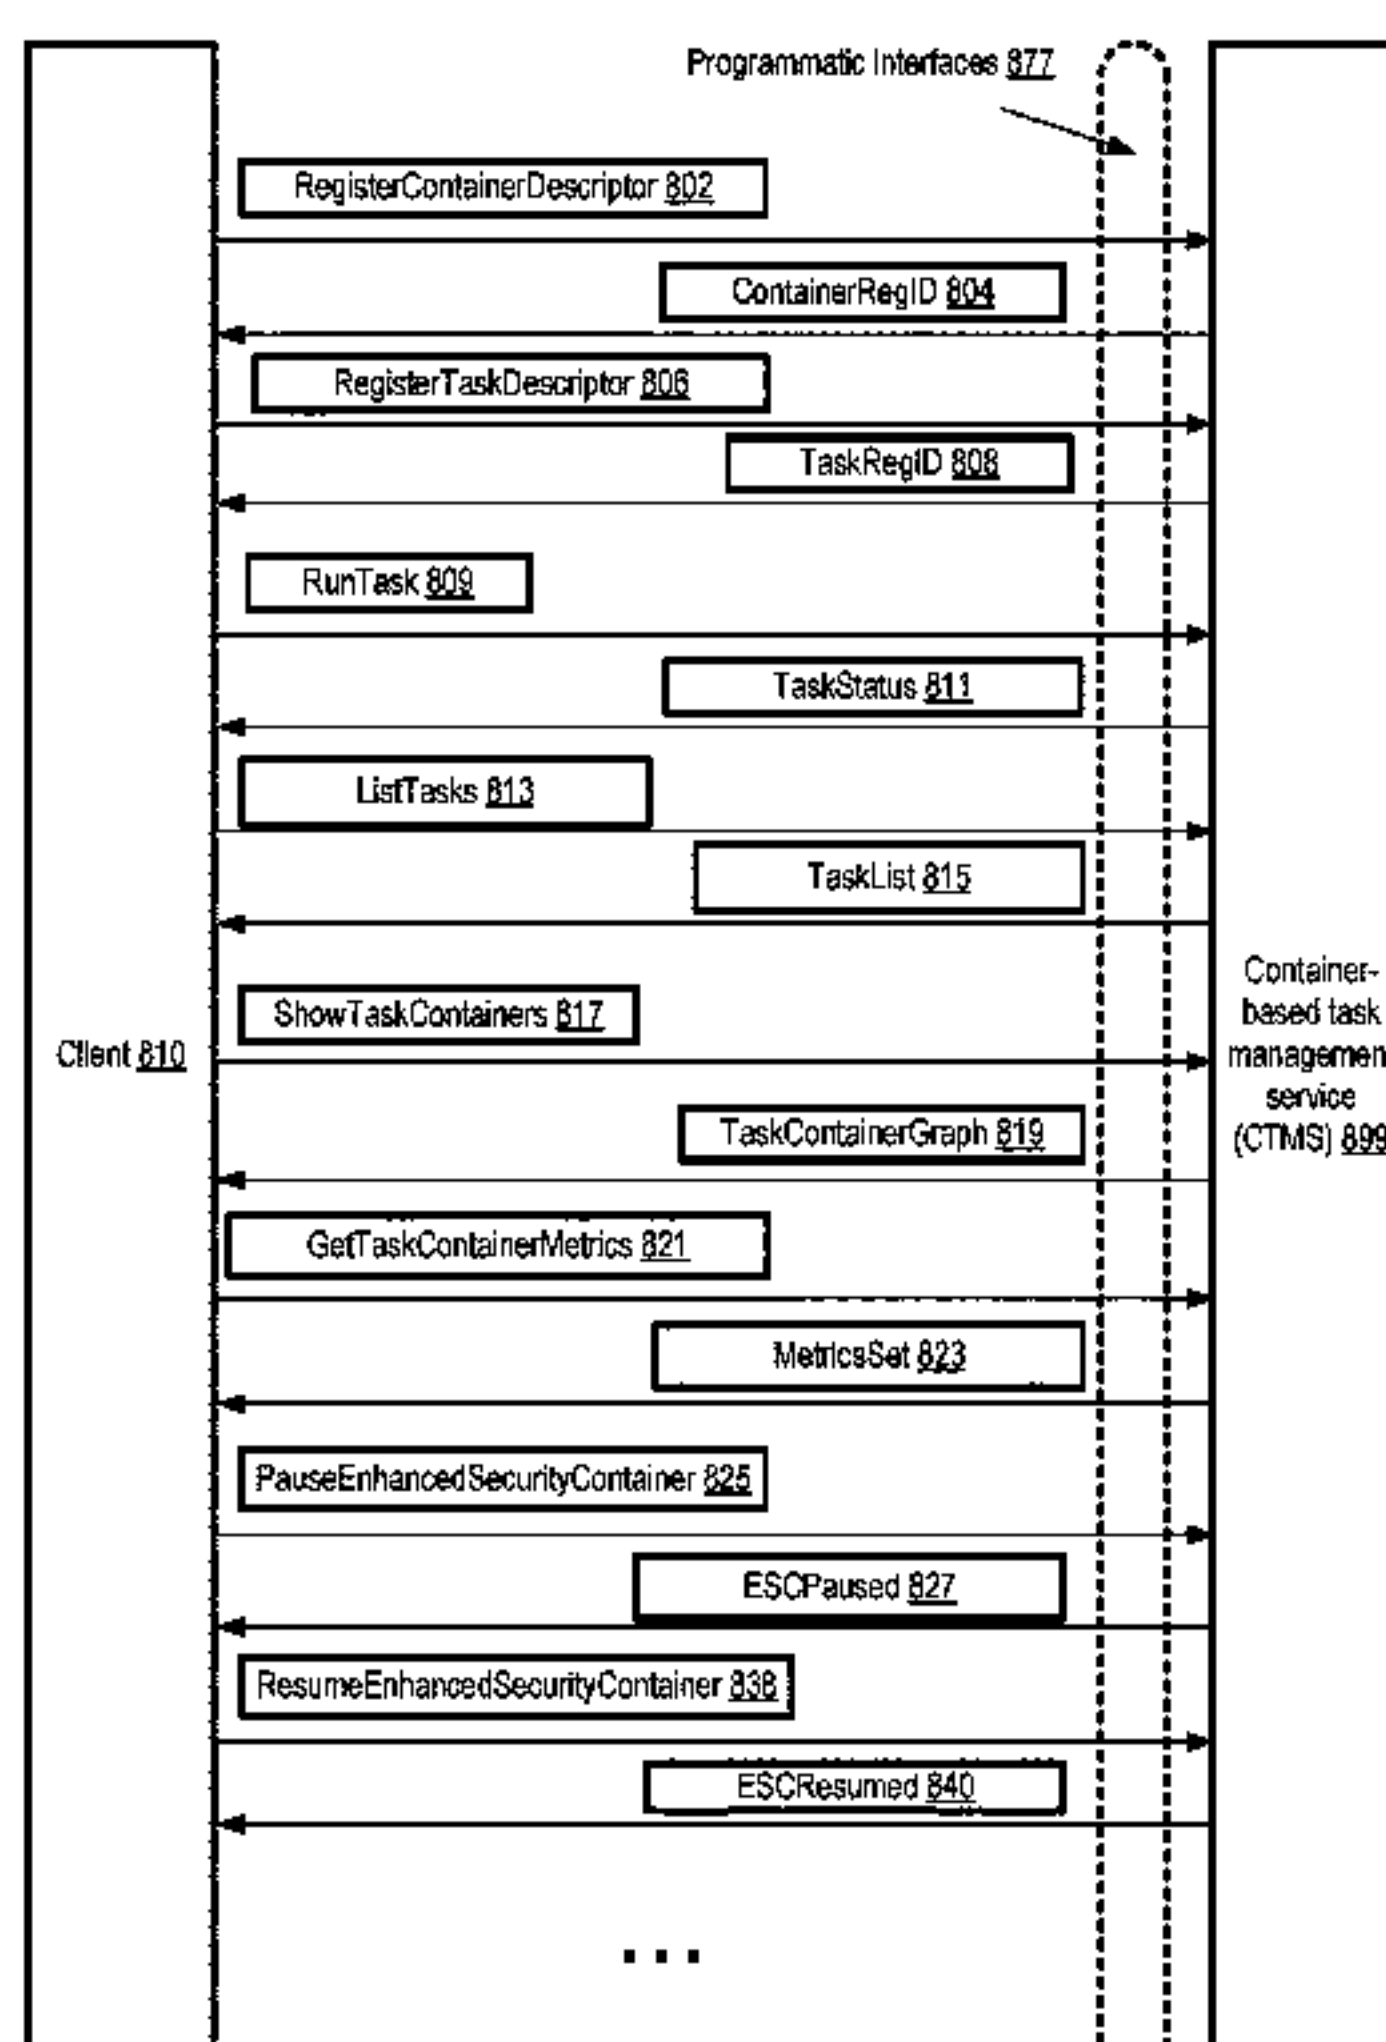 Programmatic Interfaces 877
RegisterContainerDescriptor 802
ContainerRegID 804
RegisterTaskDescriptor 806
TaskRegID 808
RunTask 809
TaskStatus 811
ListTasks 813
TaskList 815
ShowTaskContainers 817
Client 810
Container-
based task
managemen
service
(CTMS) 899
TaskContainerGraph 819
GetTaskContainerMetrics 821
MetricsSet 823
PauseEnhancedSecurityContainer 825
ESCPaused 827
ResumeEnhancedSecurityContainer 838
ESCResumed 840
...